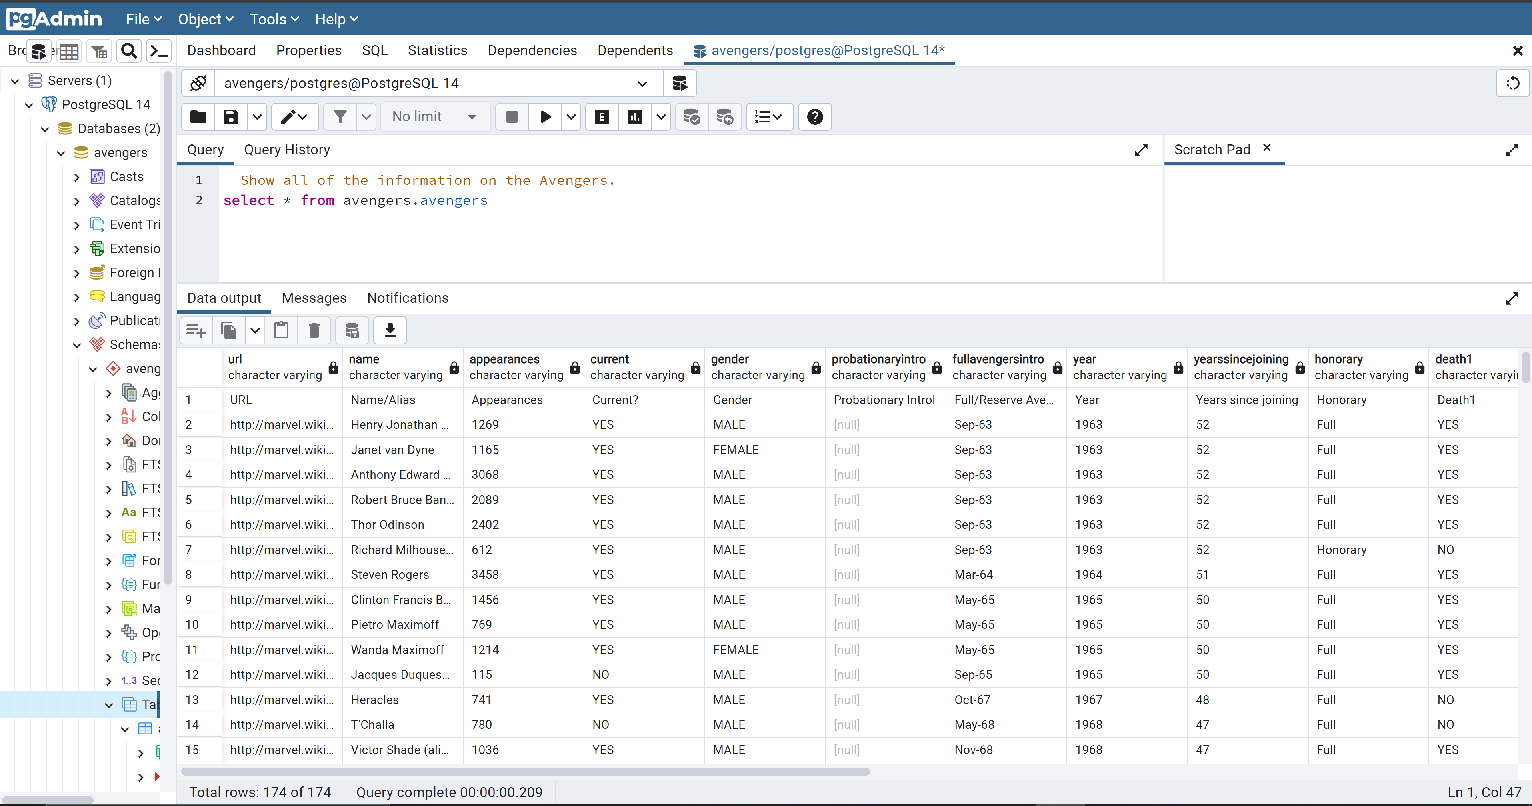 pgAdmin File Object Tools Help
Dashboard Properties SQL Statistics Dependencies Dependents avengers/postgres@PostgreSQL 14*
avengers/postgres@PostgreSQL 14
No limit
Servers (1)
PostgreSQL 14
Databases (2)
avengers
Casts
Catalogs
Event Tri
Extensio
Foreign
Languag
Publicati
Schemas
aveng
Ag
Col
Do
FTS
FTS
Aa FTS
FTS
For
Fur
Ma
Op
Pro
1..3 Sec
Tab
Query Query History
Scratch Pad
1 Show all of the information on the Avengers.
2 select * from avengers.avengers
Data output Messages Notifications
url name appearances current gender probationaryintro fullavengersintro year yearssincejoining honorary death1
character varying character varying character varying character varying character varying character varying character varying character varying character varying character varying character varyin
1 URL Name/Alias Appearances Current? Gender Probationary Introl Full/Reserve Ave... Year Years since joining Honorary Death1
2 http://marvel.wiki... Henry Jonathan ... 1269 YES MALE [null] Sep-63 1963 52 Full YES
3 http://marvel.wiki... Janet van Dyne 1165 YES FEMALE [null] Sep-63 1963 52 Full YES
4 http://marvel.wiki... Anthony Edward ... 3068 YES MALE [null] Sep-63 1963 52 Full YES
5 http://marvel.wiki... Robert Bruce Ban... 2089 YES MALE [null] Sep-63 1963 52 Full YES
6 http://marvel.wiki... Thor Odinson 2402 YES MALE [null] Sep-63 1963 52 Full YES
7 http://marvel.wiki... Richard Milhouse... 612 YES MALE [null] Sep-63 1963 52 Honorary NO
8 http://marvel.wiki... Steven Rogers 3458 YES MALE [null] Mar-64 1964 51 Full YES
9 http://marvel.wiki... Clinton Francis B... 1456 YES MALE [null] May-65 1965 50 Full YES
10 http://marvel.wiki... Pietro Maximoff 769 YES MALE [null] May-65 1965 50 Full YES
11 http://marvel.wiki... Wanda Maximoff 1214 YES FEMALE [null] May-65 1965 50 Full YES
12 http://marvel.wiki... Jacques Duques... 115 NO MALE [null] Sep-65 1965 50 Full YES
13 http://marvel.wiki... Heracles 741 YES MALE [null] Oct-67 1967 48 Full NO
14 http://marvel.wiki... T'Challa 780 NO MALE [null] May-68 1968 47 Full NO
15 http://marvel.wiki... Victor Shade (ali... 1036 YES MALE [null] Nov-68 1968 47 Full YES
Total rows: 174 of 174 Query complete 00:00:00.209 Ln 1, Col 47